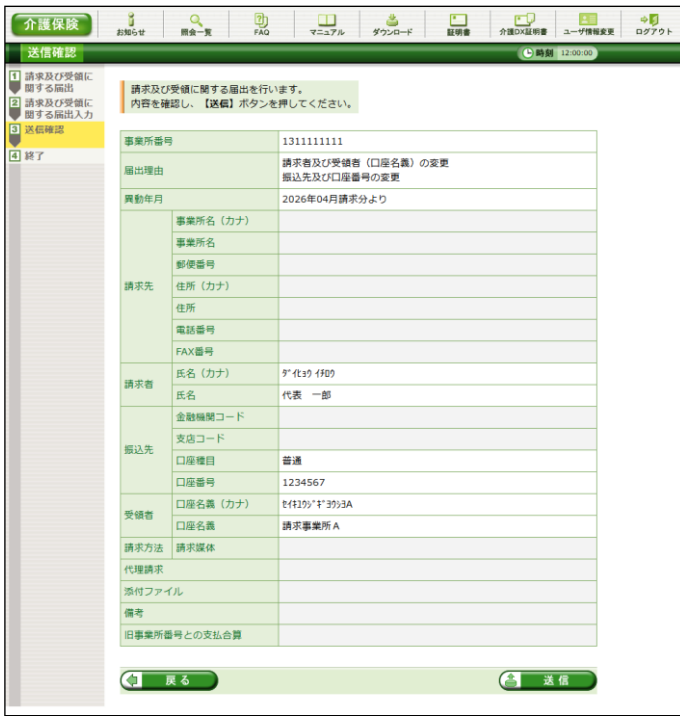 介護保険
お知らせ 照会一覧 FAQ マニュアル ダウンロード 証明書 介護DX証明書 ユーザ情報変更 ログアウト
送信確認 時刻 12:00:00
1 請求及び受領に
関する届出
2 請求及び受領に
関する届出入力
3 送信確認
4 終了
請求及び受領に関する届出を行います。
内容を確認し、【送信】ボタンを押してください。
事業所番号 1311111111
届出理由 請求者及び受領者（口座名義）の変更
振込先及び口座番号の変更
異動年月 2026年04月請求分より
請求先 事業所名（カナ）
事業所名
郵便番号
住所（カナ）
住所
電話番号
FAX番号
請求者 氏名（カナ） ﾀﾞｲﾋｮｳ ｲﾁﾛｳ
氏名 代表　一郎
振込先 金融機関コード
支店コード
口座種目 普通
口座番号 1234567
受領者 口座名義（カナ） ｾｲｷﾕｳｼﾞｷﾞﾖｳｼﾖA
口座名義 請求事業所Ａ
請求方法 請求媒体
代理請求
添付ファイル
備考
旧事業所番号との支払合算
戻る 送信